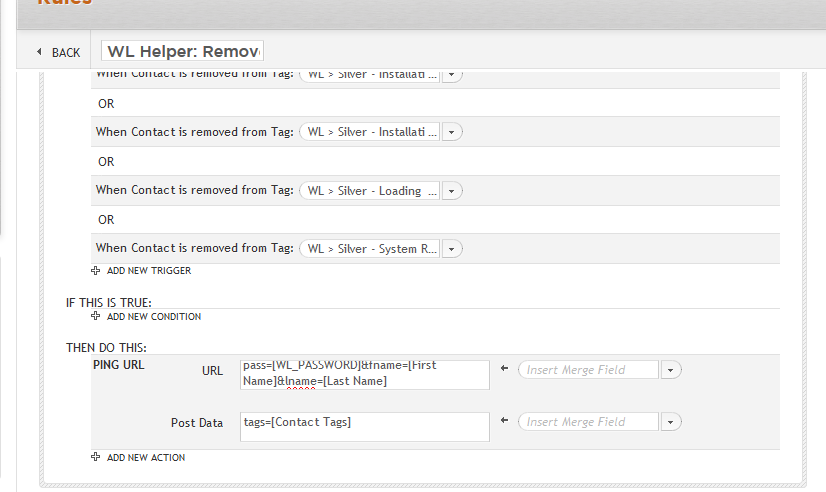 Rules
BACK WL Helper: Remov
When Contact is removed from Tag: WL > Silver - Installati ...
OR
When Contact is removed from Tag: WL > Silver - Installati ...
OR
When Contact is removed from Tag: WL > Silver - Loading ...
OR
When Contact is removed from Tag: WL > Silver - System R...
ADD NEW TRIGGER
IF THIS IS TRUE:
ADD NEW CONDITION
THEN DO THIS:
PING URL URL pass=[WL_PASSWORD]&fname=[First Insert Merge Field
Name]&lname=[Last Name]
Post Data tags=[Contact Tags] Insert Merge Field
ADD NEW ACTION